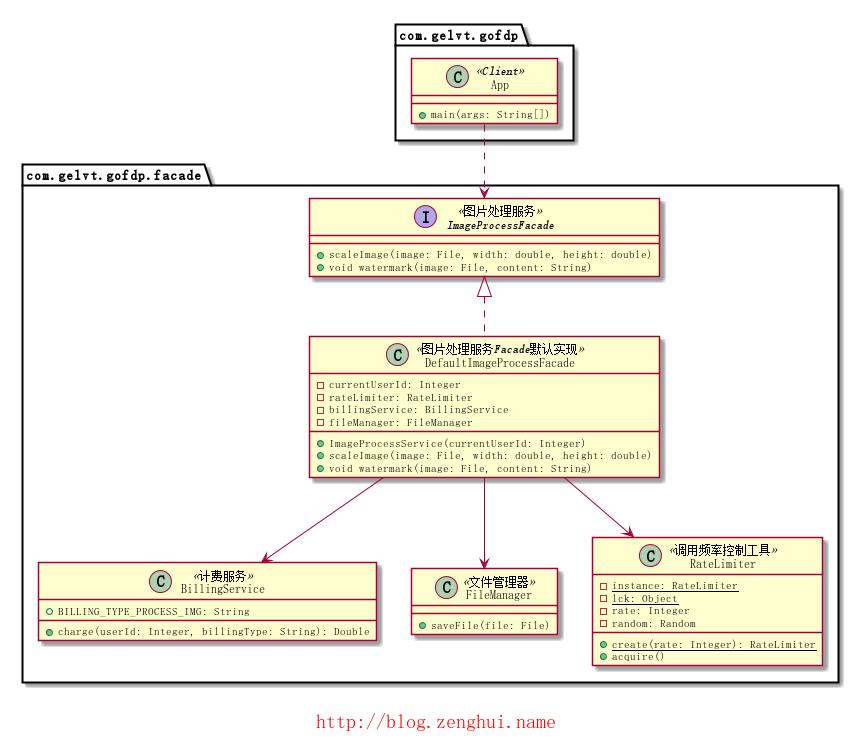 com.gelvt.gofdp
C
«Client»
App
main(args: String[])
com.gelvt.gofdp.facade
I
«图片处理服务»
ImageProcessFacade
scaleImage(image: File, width: double, height: double)
void watermark(image: File, content: String)
C
«图片处理服务Facade默认实现»
DefaultImageProcessFacade
currentUserId: Integer
rateLimiter: RateLimiter
billingService: BillingService
fileManager: FileManager
ImageProcessService(currentUserId: Integer)
scaleImage(image: File, width: double, height: double)
void watermark(image: File, content: String)
C
«计费服务»
BillingService
BILLING_TYPE_PROCESS_IMG: String
charge(userId: Integer, billingType: String): Double
C
«文件管理器»
FileManager
saveFile(file: File)
C
«调用频率控制工具»
RateLimiter
instance: RateLimiter
lck: Object
rate: Integer
random: Random
create(rate: Integer): RateLimiter
acquire()
http://blog.zenghui.name